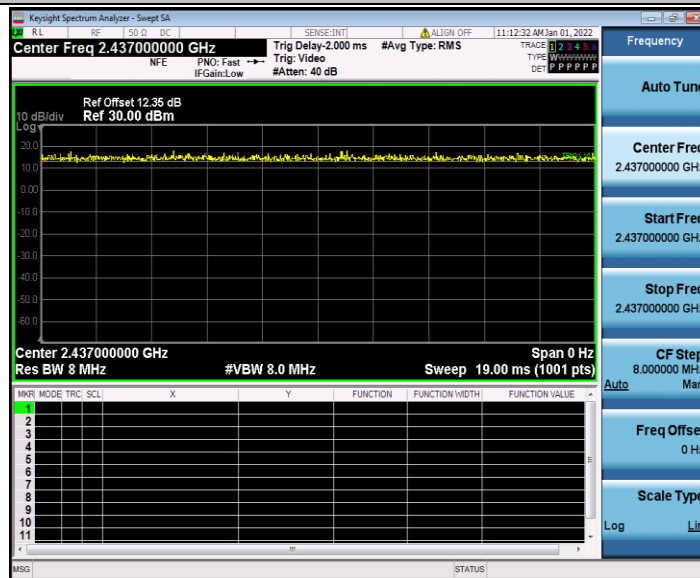 Keysight Spectrum Analyzer - Swept SA
RL RF 50 Ω DC SENSE:INT ALIGN OFF 11:12:32 AM Jan 01, 2022
Center Freq 2.437000000 GHz
NFE
PNO: Fast
IFGain:Low
Trig Delay-2.000 ms
Trig: Video
#Atten: 40 dB
#Avg Type: RMS
TRACE 1 2 3 4 5 6
TYPE WWWWWW
DET P P P P P P
Ref Offset 12.35 dB
10 dB/div Ref 30.00 dBm
Log
20.0
10.0
0.00
-10.0
-20.0
-30.0
-40.0
-50.0
-60.0
Center 2.437000000 GHz Span 0 Hz
Res BW 8 MHz #VBW 8.0 MHz Sweep 19.00 ms (1001 pts)
MKR MODE TRC SCL X Y FUNCTION FUNCTION WIDTH FUNCTION VALUE
1
2
3
4
5
6
7
8
9
10
11
MSG STATUS
Frequency
Auto Tune
Center Freq
2.437000000 GHz
Start Freq
2.437000000 GHz
Stop Freq
2.437000000 GHz
CF Step
8.000000 MHz
Auto Man
Freq Offset
0 Hz
Scale Type
Log Lin